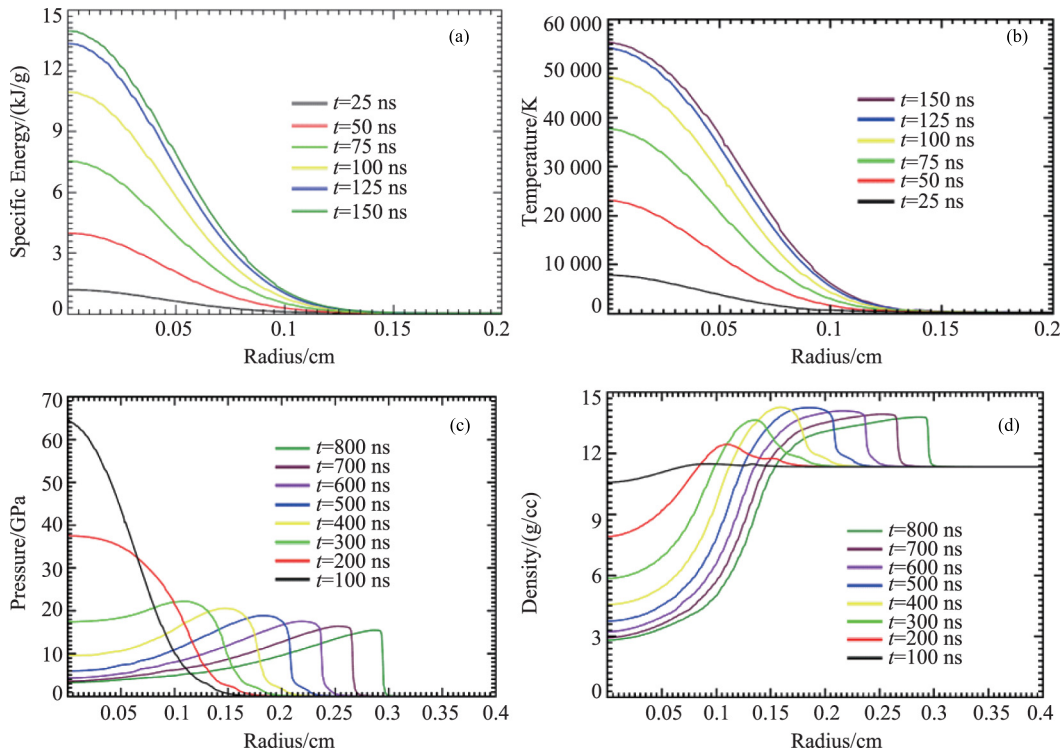 (a)
15
12
9
6
3
0
Specific Energy/(kJ/g)
t=25 ns
t=50 ns
t=75 ns
t=100 ns
t=125 ns
t=150 ns
0.05
0.1
0.15
0.2
Radius/cm
(b)
60 000
50 000
40 000
30 000
20 000
10 000
0
Temperature/K
t=150 ns
t=125 ns
t=100 ns
t=75 ns
t=50 ns
t=25 ns
0.05
0.1
0.15
0.2
Radius/cm
(c)
70
60
50
40
30
20
10
0
Pressure/GPa
t=800 ns
t=700 ns
t=600 ns
t=500 ns
t=400 ns
t=300 ns
t=200 ns
t=100 ns
0.05
0.1
0.15
0.2
0.25
0.3
0.35
0.4
Radius/cm
(d)
15
12
9
6
3
0
Density/(g/cc)
t=800 ns
t=700 ns
t=600 ns
t=500 ns
t=400 ns
t=300 ns
t=200 ns
t=100 ns
0.05
0.1
0.15
0.2
0.25
0.3
0.35
0.4
Radius/cm